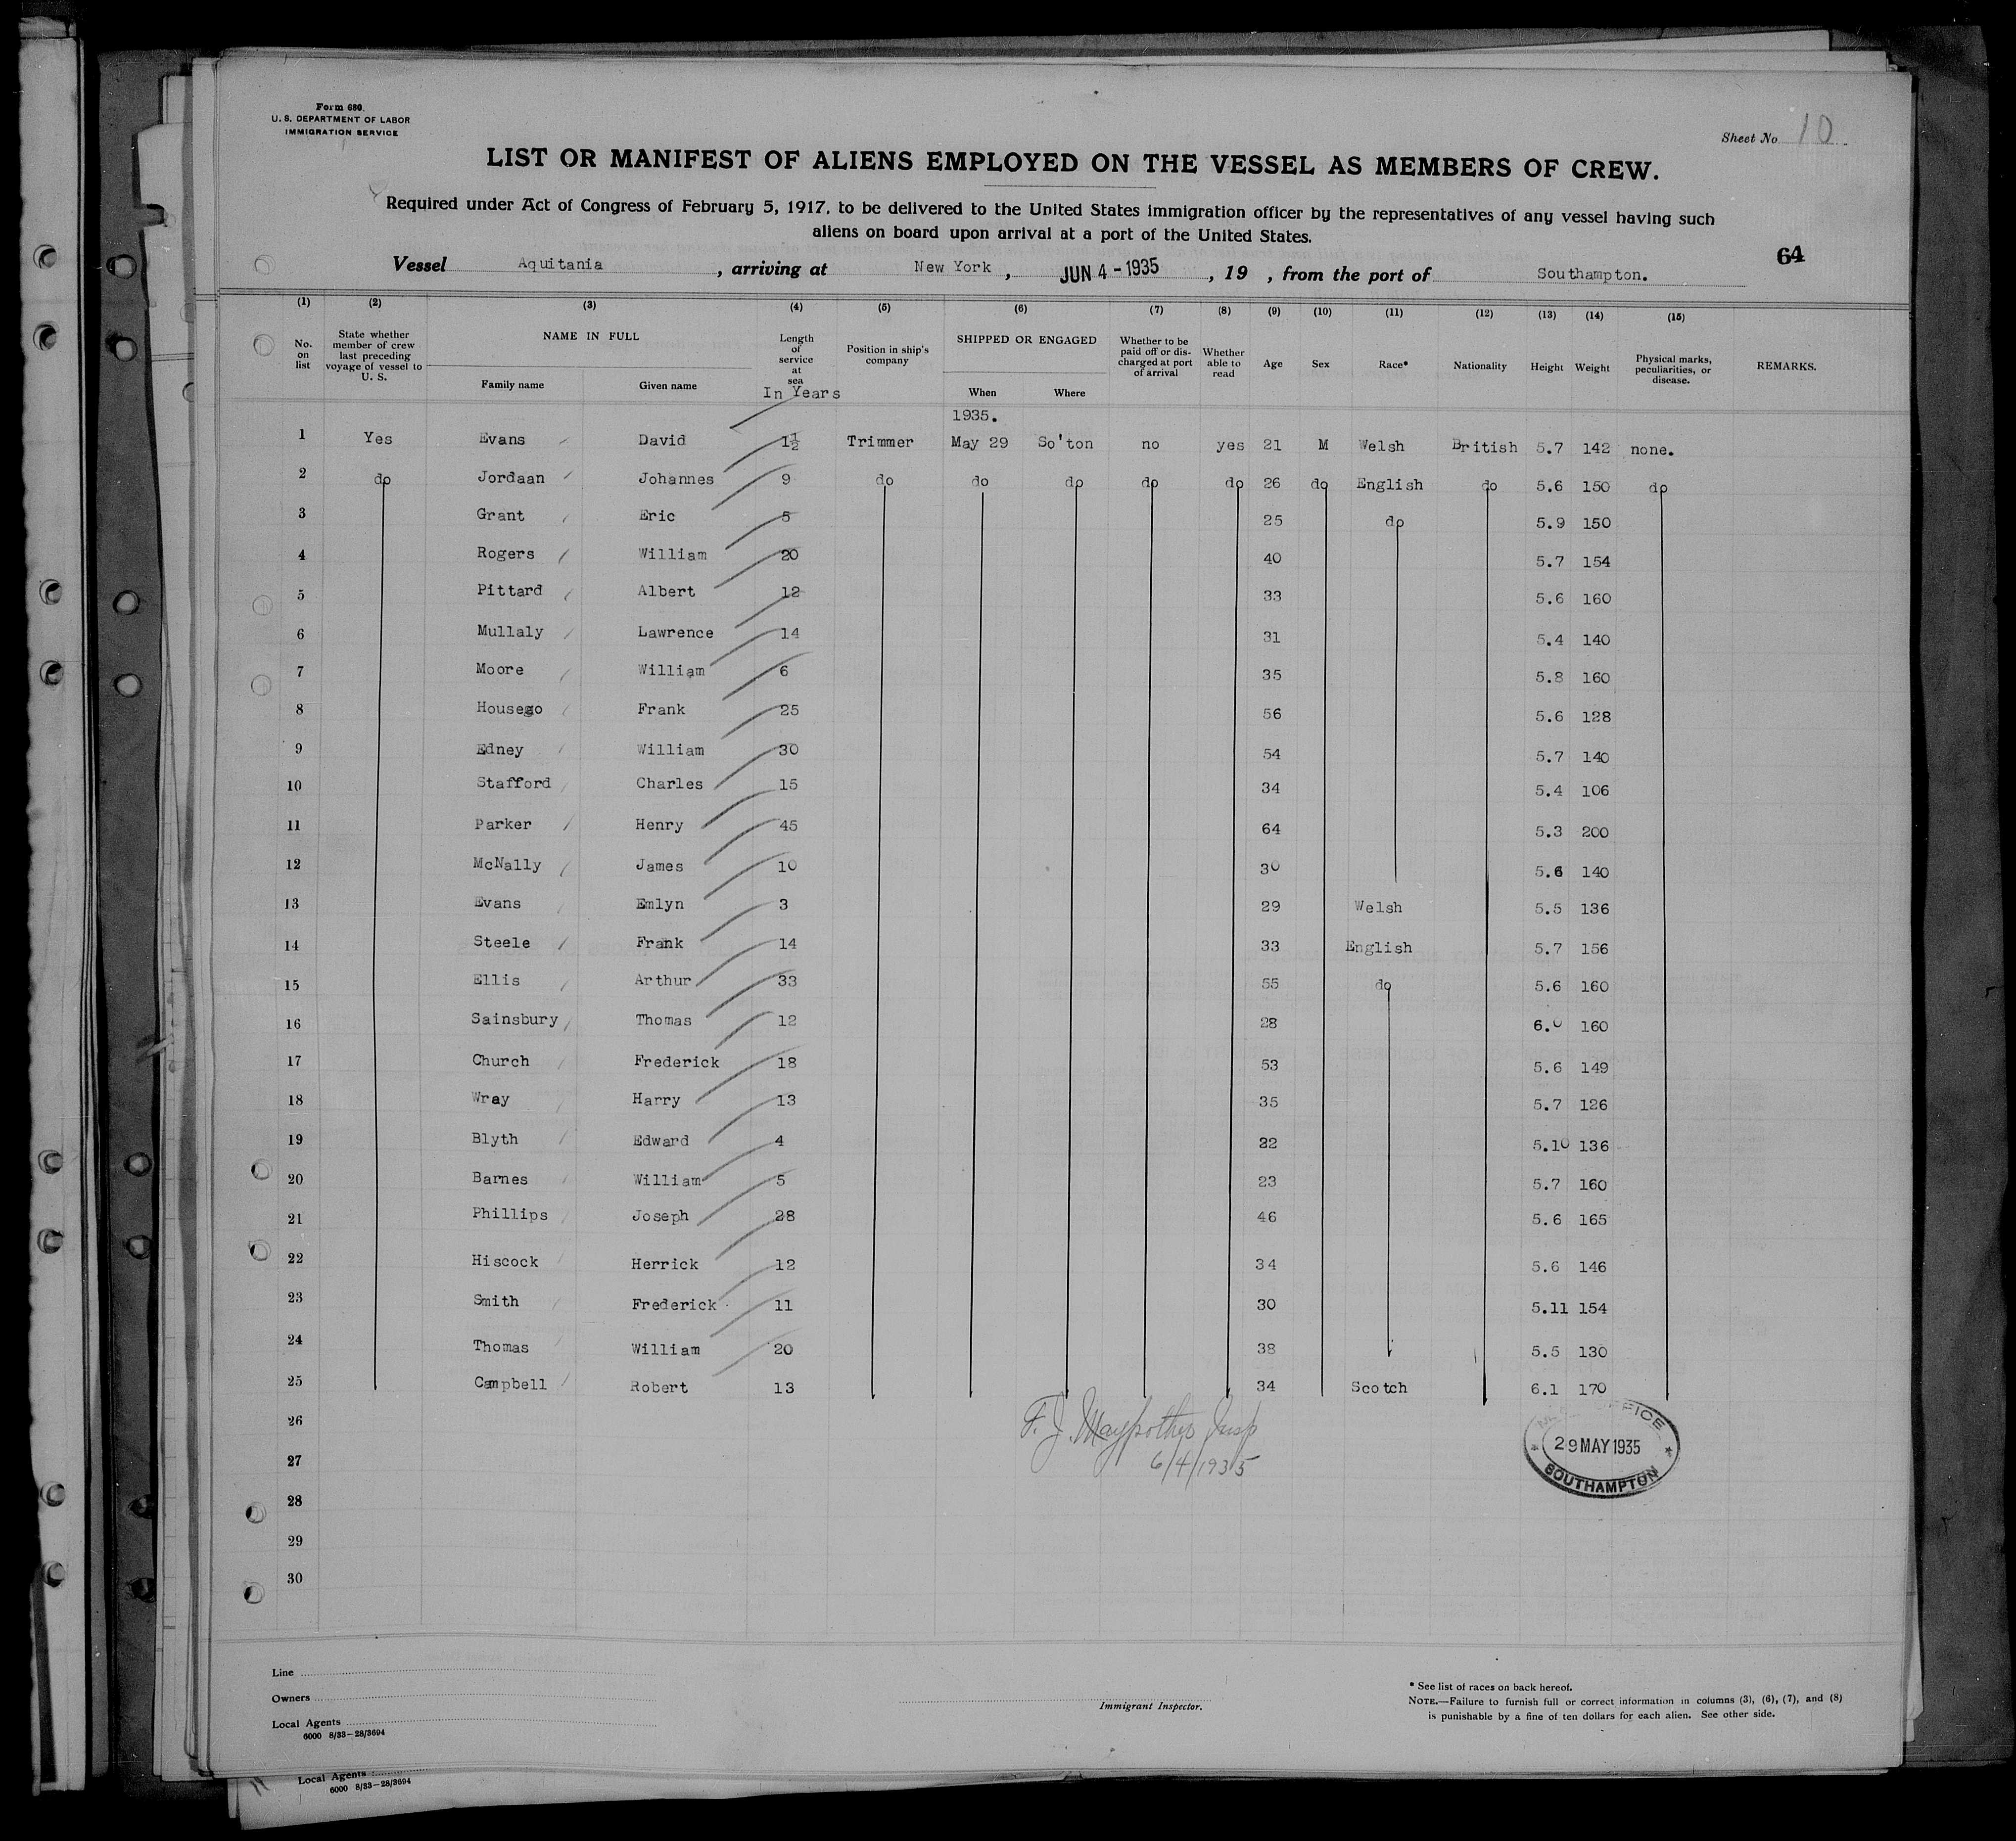 Form 680
U. S. DEPARTMENT OF LABOR
IMMIGRATION SERVICE
Sheet No. 10
LIST OR MANIFEST OF ALIENS EMPLOYED ON THE VESSEL AS MEMBERS OF CREW.
Required under Act of Congress of February 5, 1917, to be delivered to the United States immigration officer by the representatives of any vessel having such
aliens on board upon arrival at a port of the United States.
64
Vessel Aquitania, arriving at New York, JUN 4 - 1935, 19 , from the port of Southampton.
(1) (2) (3) (4) (5) (6) (7) (8) (9) (10) (11) (12) (13) (14) (15)
No. on list
State whether member of crew last preceding voyage of vessel to U. S.
NAME IN FULL
Family name
Given name
Length of service at sea
In Years
Position in ship's company
SHIPPED OR ENGAGED
When
Where
Whether to be paid off or discharged at port of arrival
Whether able to read
Age
Sex
Race*
Nationality
Height
Weight
Physical marks, peculiarities, or disease.
REMARKS.
1935.
1 Yes Evans David 1½ Trimmer May 29 So'ton no yes 21 M Welsh British 5.7 142 none.
2 do Jordaan Johannes 9 do do do do do 26 do English do 5.6 150 do
3 Grant Eric 5 25 do 5.9 150
4 Rogers William 20 40 5.7 154
5 Pittard Albert 12 33 5.6 160
6 Mullaly Lawrence 14 31 5.4 140
7 Moore William 6 35 5.8 160
8 Housego Frank 25 56 5.6 128
9 Edney William 30 54 5.7 140
10 Stafford Charles 15 34 5.4 106
11 Parker Henry 45 64 5.3 200
12 McNally James 10 30 5.6 140
13 Evans Emlyn 3 29 Welsh 5.5 136
14 Steele Frank 14 33 English 5.7 156
15 Ellis Arthur 33 55 do 5.6 160
16 Sainsbury Thomas 12 28 6.0 160
17 Church Frederick 18 53 5.6 149
18 Wray Harry 13 35 5.7 126
19 Blyth Edward 4 22 5.10 136
20 Barnes William 5 23 5.7 160
21 Phillips Joseph 28 46 5.6 165
22 Hiscock Herrick 12 34 5.6 146
23 Smith Frederick 11 30 5.11 154
24 Thomas William 20 38 5.5 130
25 Campbell Robert 13 34 Scotch 6.1 170
26
27
28
29
30
F. J. Insp
6/4/1935
OFFICE
29 MAY 1935
SOUTHAMPTON
Line
Owners
Local Agents
6000 8/33—28/3694
Immigrant Inspector.
* See list of races on back hereof.
NOTE.—Failure to furnish full or correct information in columns (3), (6), (7), and (8)
is punishable by a fine of ten dollars for each alien. See other side.
Local Agents
6000 8/33—28/3694